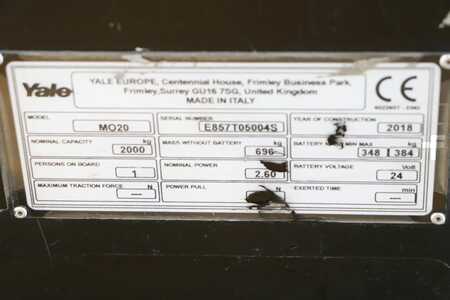 Yale
YALE EUROPE, Centennial House, Frimley Business Park,
Frimley, Surrey GU16 7SG, United Kingdom
MADE IN ITALY
CE
MODEL MO20 SERIAL NUMBER E857T05004S YEAR OF CONSTRUCTION 2018
NOMINAL CAPACITY kg 2000 MASS WITHOUT BATTERY kg 696 BATTERY MIN MAX kg 348 384
PERSONS ON BOARD 1 NOMINAL POWER 2.60 BATTERY VOLTAGE Volt 24
MAXIMUM TRACTION FORCE N --- POWER PULL N EXERTED TIME min ---